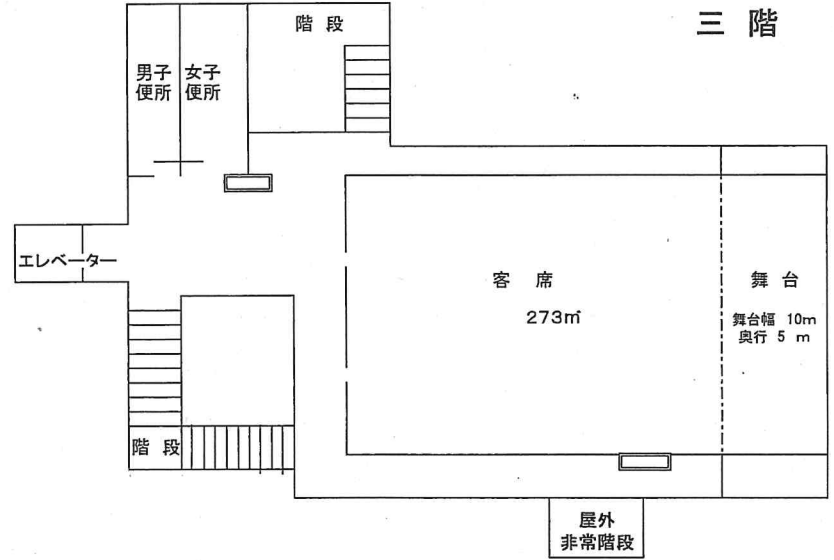 三 階
階 段
男子 女子
便所 便所
エレベーター
客 席
273㎡
舞 台
舞台幅 10m
奥行 5 m
階 段
屋外
非常階段